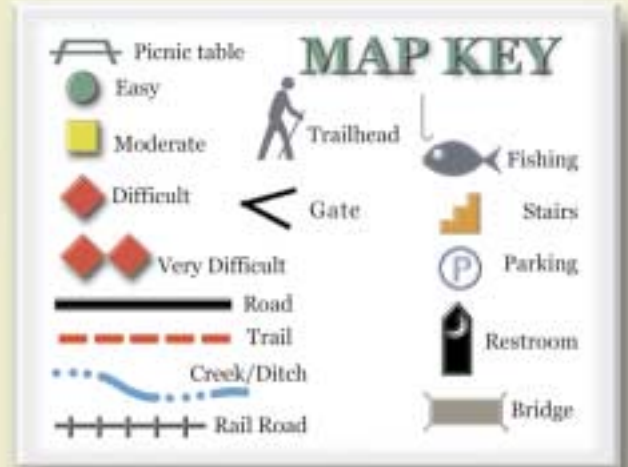 MAP KEY
Picnic table
Easy
Moderate
Difficult
Very Difficult
Road
Trail
Creek/Ditch
Rail Road
Trailhead
Gate
Fishing
Stairs
P Parking
Restroom
Bridge